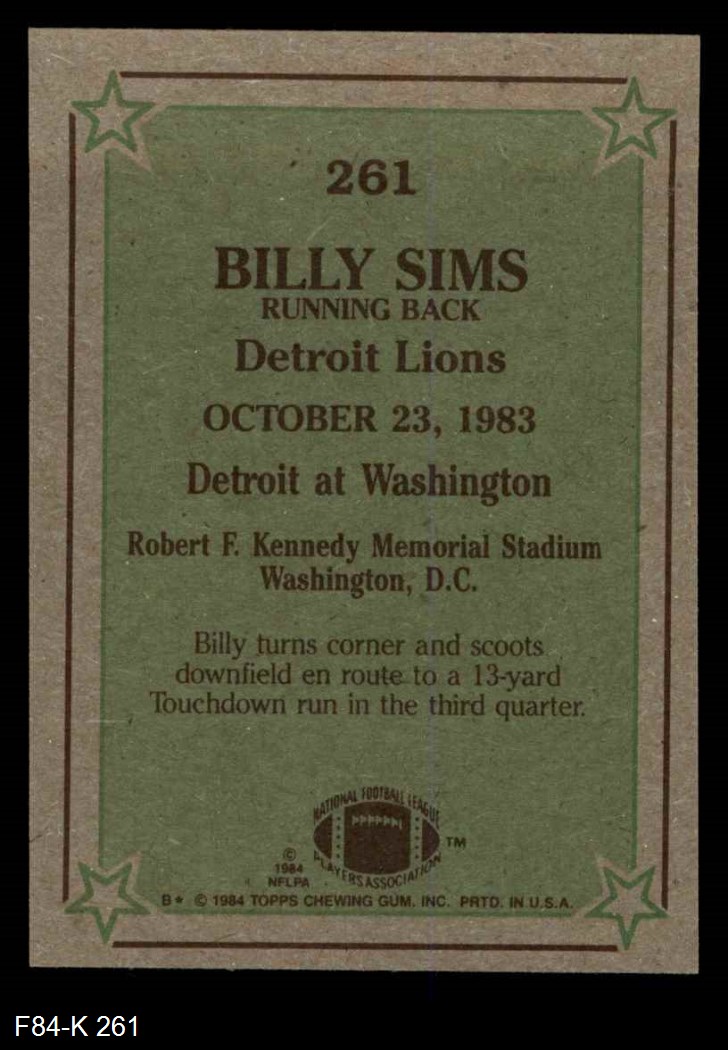 261
BILLY SIMS
RUNNING BACK
Detroit Lions
OCTOBER 23, 1983
Detroit at Washington
Robert F. Kennedy Memorial Stadium
Washington, D.C.
Billy turns corner and scoots
downfield en route to a 13-yard
Touchdown run in the third quarter.
NATIONAL FOOTBALL LEAGUE
PLAYERS ASSOCIATION
TM
©
1984
NFLPA
B* © 1984 TOPPS CHEWING GUM, INC. PRTD. IN U.S.A.
F84-K 261